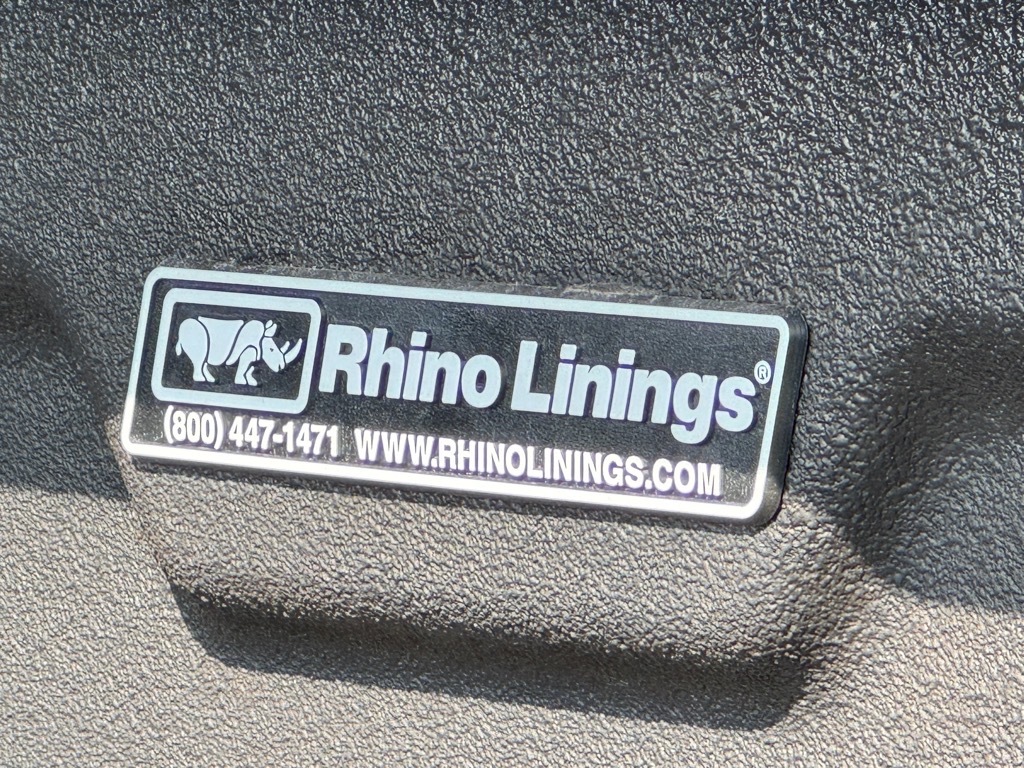 Rhino Linings®
(800) 447-1471 WWW.RHINOLININGS.COM